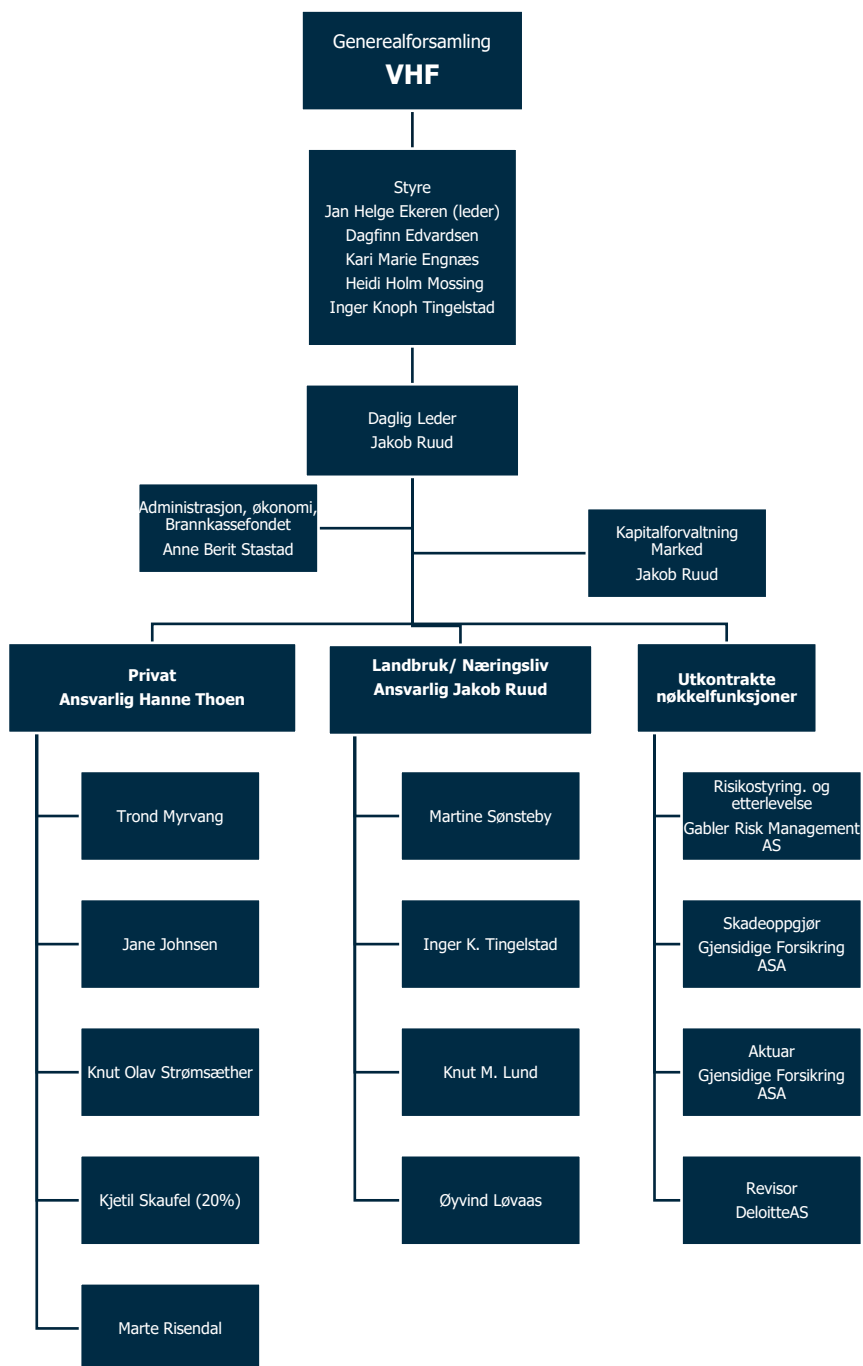 Generealforsamling
VHF
Styre
Jan Helge Ekeren (leder)
Dagfinn Edvardsen
Kari Marie Engnæs
Heidi Holm Mossing
Inger Knoph Tingelstad
Daglig Leder
Jakob Ruud
Administrasjon, økonomi,
Brannkassefondet
Anne Berit Stastad
Kapitalforvaltning
Marked
Jakob Ruud
Privat
Ansvarlig Hanne Thoen
Trond Myrvang
Jane Johnsen
Knut Olav Strømsæther
Kjetil Skaufel (20%)
Marte Risendal
Landbruk/ Næringsliv
Ansvarlig Jakob Ruud
Martine Sønsteby
Inger K. Tingelstad
Knut M. Lund
Øyvind Løvaas
Utkontrakte
nøkkelfunksjoner
Risikostyring. og
etterlevelse
Gabler Risk Management
AS
Skadeoppgjør
Gjensidige Forsikring
ASA
Aktuar
Gjensidige Forsikring
ASA
Revisor
DeloitteAS